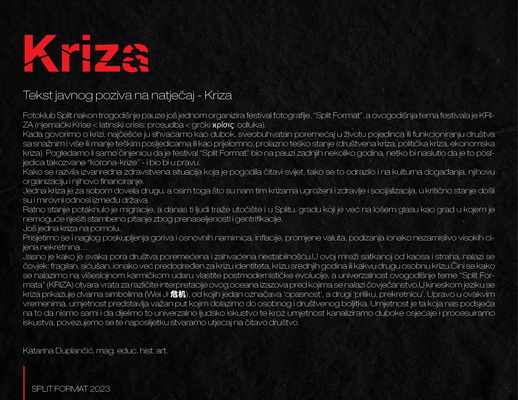 Kriza
Tekst javnog poziva na natječaj - Kriza
Fotoklub Split nakon trogodišnje pauze još jednom organizira festival fotografije, "Split Format", a ovogodišnja tema festivala je KRI-
ZA (njemački Krise < latinski crisis: prosudba < grčki κρίσις: odluka).
Kada govorimo o krizi, najčešće ju shvaćamo kao dubok, sveobuhvatan poremećaj u životu pojedinca ili funkcioniranju društva
sa snažnim i više ili manje teškim posljedicama ili kao prijelomno, prolazno teško stanje (društvena kriza, politička kriza, ekonomska
kriza). Pogledamo li samo činjenicu da je festival "Split Format" bio na pauzi zadnjih nekoliko godina, netko bi naslutio da je to posl-
jedica takozvane "korona-krize" - i bio bi u pravu.
Kako se razvila izvanredna zdravstvena situacija koja je pogodila čitavi svijet, tako se to odrazilo i na kulturna događanja, njihovu
organizaciju i njihovo financiranje.
Jedna kriza je za sobom dovela drugu, a osim toga što su nam tim krizama ugroženi i zdravlje i socijalizacija, u kritično stanje došli
su i mirovni odnosi između država.
Ratno stanje potaknulo je migracije, a danas ti ljudi traže utočište i u Splitu, gradu koji je već na lošem glasu kao grad u kojem je
nemoguće riješiti stambeno pitanje zbog prenaseljenosti i gentrifikacije.
Još jedna kriza na pomolu.
Prisjetimo se i naglog poskupljenja goriva i osnovnih namirnica, inflacije, promjene valuta, podizanja ionako nezamislivo visokih ci-
jena nekretnina...
Jasno je kako je svaka pora društva poremećena i zahvaćena nestabilnošću.U ovoj mreži satkanoj od kaosa i straha, nalazi se
čovjek: fragilan, sićušan, ionako već predodređen za krizu identiteta, krizu srednjih godina ili kakvu drugu osobnu krizu.Čini se kako
se nalazimo na višeslojnom karmičkom udaru vlastite postmodernističke evolucije, a univerzalnost ovogodišnje teme "Split For-
mata" (KRIZA) otvara vrata za različite interpretacije ovog oceana izazova pred kojima se nalazi čovječanstvo.U kineskom jeziku se
kriza prikazuje dvama simbolima (Wei Ji 危机), od kojih jedan označava 'opasnost', a drugi 'priliku, prekretnicu'. Upravo u ovakvim
vremenima, umjetnost predstavlja važan put kojim dolazimo do osobnog i društvenog boljitka. Umjetnost je ta koja nas podsjeća
na to da nismo sami i da dijelimo to univerzalno ljudsko iskustvo te kroz umjetnost kanaliziramo duboke osjećaje i procesuiramo
iskustva, povezujemo se te naposljetku stvaramo utjecaj na čitavo društvo.
Katarina Duplančić, mag. educ. hist. art.
SPLIT FORMAT 2023